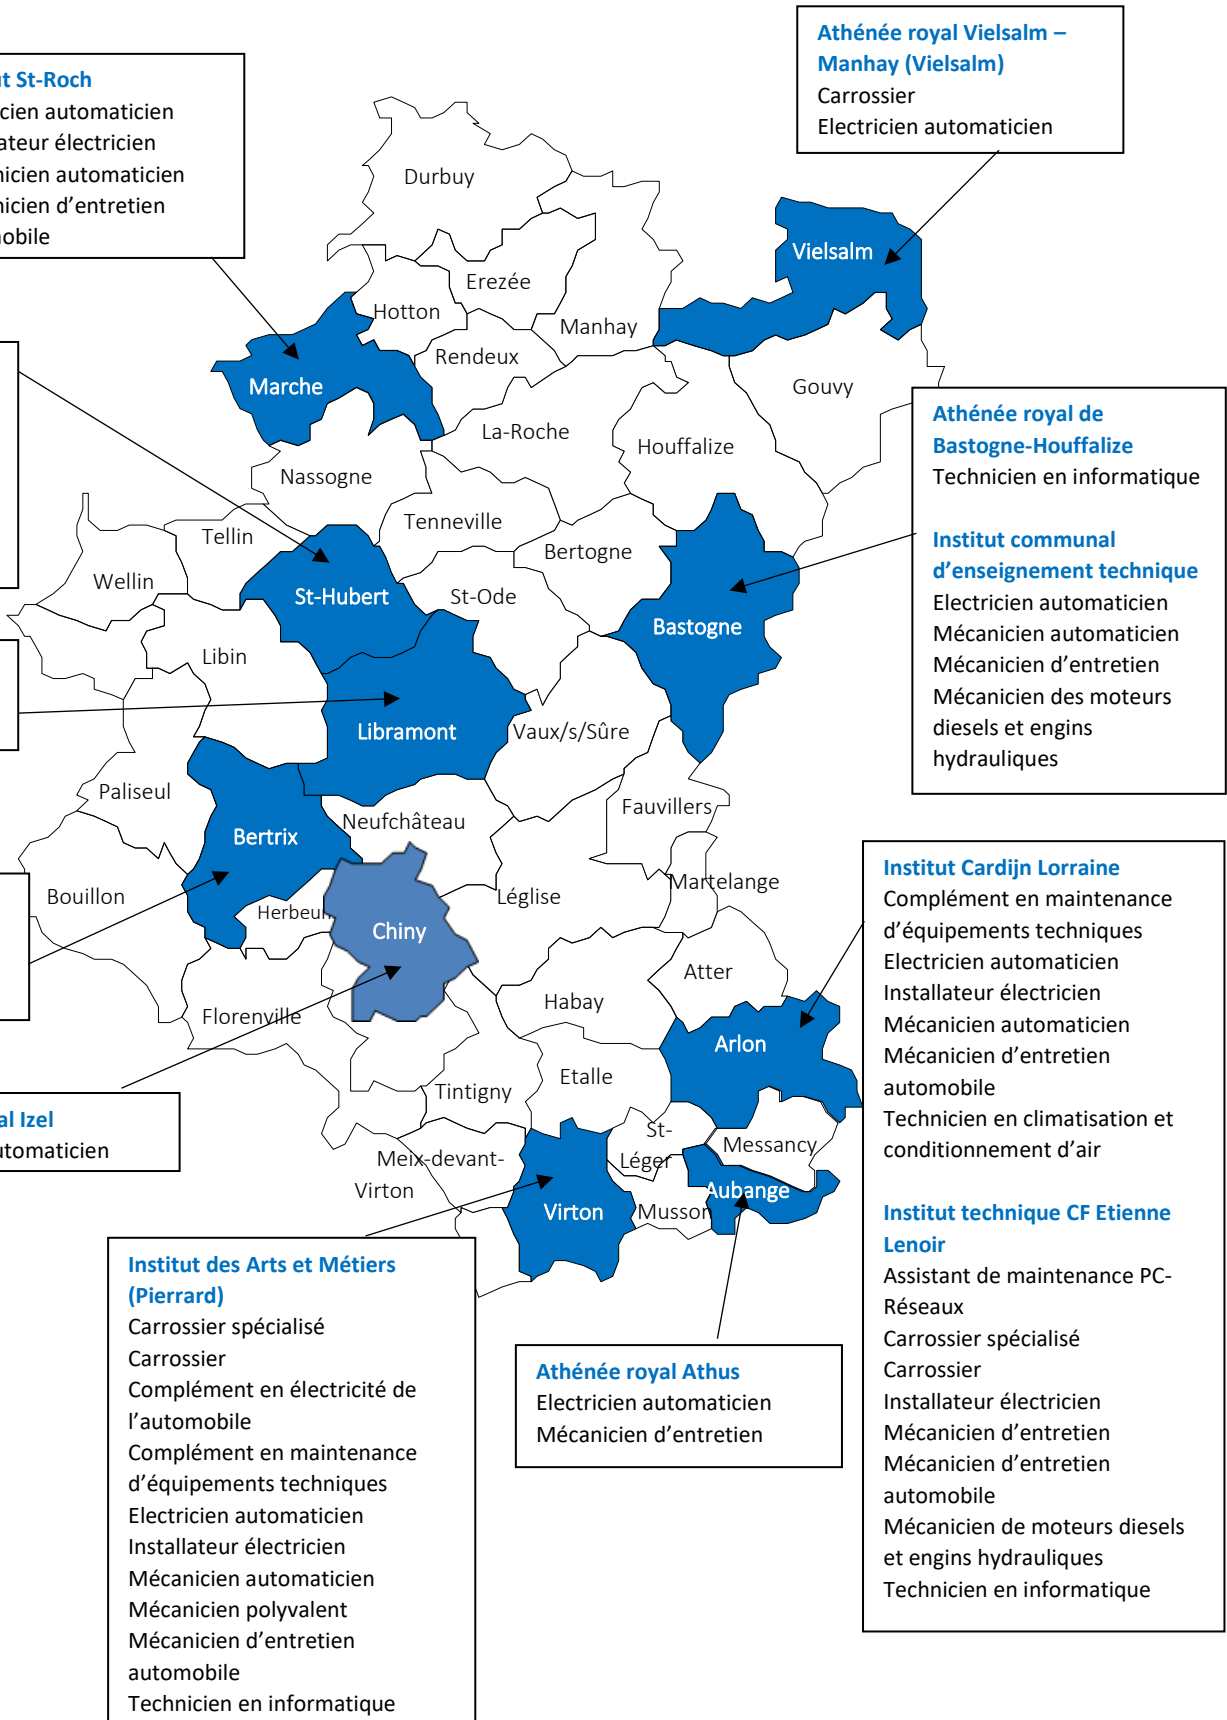 Athénée royal Vielsalm –
Manhay (Vielsalm)
Carrossier
Electricien automaticien
St-Roch
automaticien
électricien
automaticien
d’entretien
Durbuy
Vielsalm
Erezée
Hotton
Manhay
Rendeux
Marche
Gouvy
La-Roche
Houffalize
Nassogne
Athénée royal de
Bastogne-Houffalize
Technicien en informatique
Institut communal
d’enseignement technique
Electricien automaticien
Mécanicien automaticien
Mécanicien d’entretien
Mécanicien des moteurs
diesels et engins
hydrauliques
Tenneville
Tellin
Bertogne
Wellin
St-Hubert
St-Ode
Bastogne
Libin
Libramont
Vaux/s/Sûre
Paliseul
Fauvillers
Neufchâteau
Bertrix
Martelange
Bouillon
Léglise
Herbeum
Chiny
Atter
Habay
Florenville
Arlon
Etalle
Tintigny
St-
Léger
Messancy
Meix-devant-
Virton
Aubange
Virton
Musson
Izel
Institut Cardijn Lorraine
Complément en maintenance
d’équipements techniques
Electricien automaticien
Installateur électricien
Mécanicien automaticien
Mécanicien d’entretien
automobile
Technicien en climatisation et
conditionnement d’air
Institut technique CF Etienne
Lenoir
Assistant de maintenance PC-
Réseaux
Carrossier spécialisé
Carrossier
Installateur électricien
Mécanicien d’entretien
Mécanicien d’entretien
automobile
Mécanicien de moteurs diesels
et engins hydrauliques
Technicien en informatique
Institut des Arts et Métiers
(Pierrard)
Carrossier spécialisé
Carrossier
Complément en électricité de
l’automobile
Complément en maintenance
d’équipements techniques
Electricien automaticien
Installateur électricien
Mécanicien automaticien
Mécanicien polyvalent
Mécanicien d’entretien
automobile
Technicien en informatique
Athénée royal Athus
Electricien automaticien
Mécanicien d’entretien